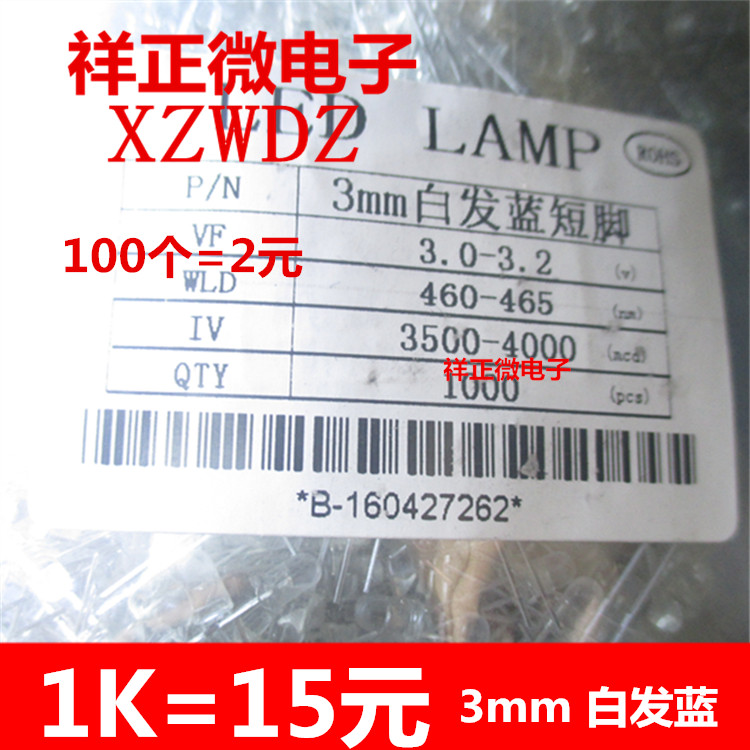 祥正微电子
XZWDZ
LED LAMP ROHS
P/N 3mm白发蓝短脚
VF 3.0-3.2 (v)
100个=2元
WLD 460-465 (nm)
IV 3500-4000 (mcd)
祥正微电子
QTY 1000 (pcs)
*B-160427262*
1K=15元 3mm 白发蓝